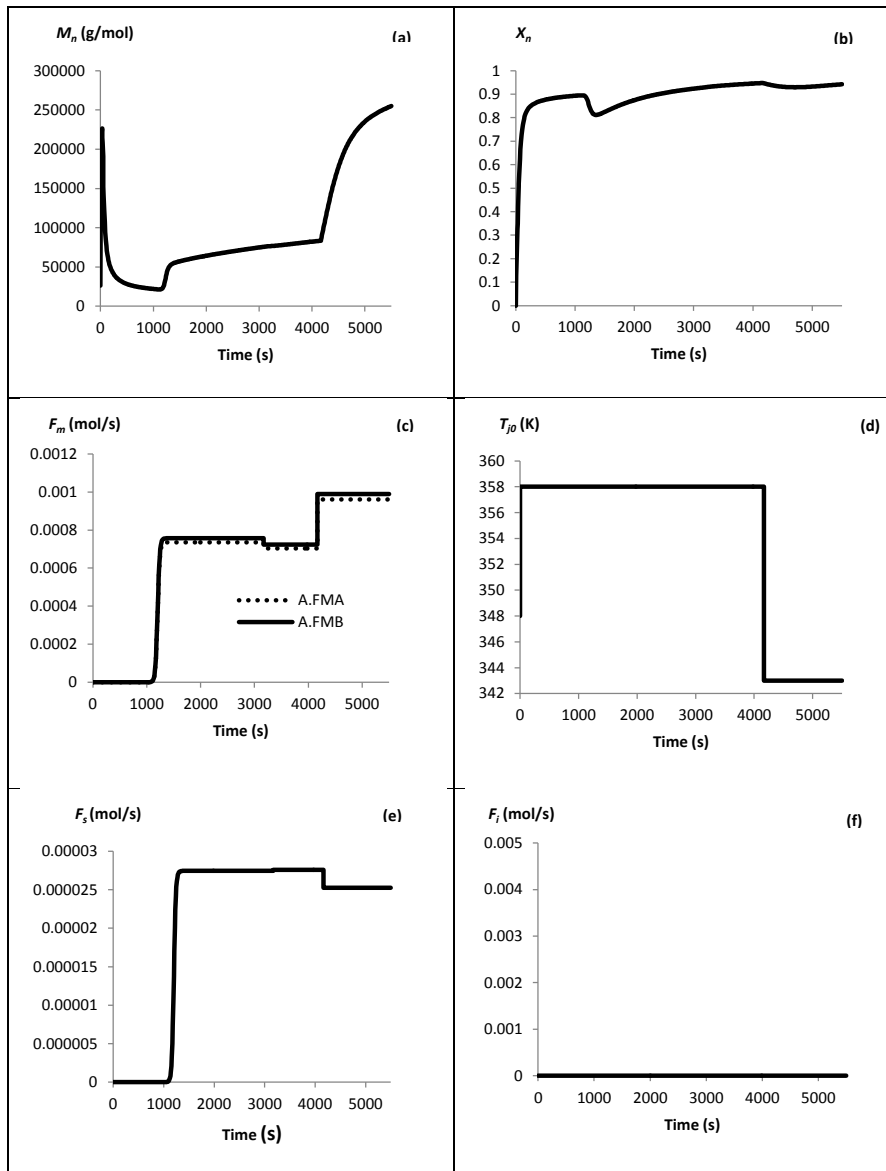 Mn (g/mol) (a)
300000
250000
200000
150000
100000
50000
0
0 1000 2000 3000 4000 5000
Time (s)
Xn (b)
1
0.9
0.8
0.7
0.6
0.5
0.4
0.3
0.2
0.1
0
0 1000 2000 3000 4000 5000
Time (s)
Fm (mol/s) (c)
0.0012
0.001
0.0008
0.0006
0.0004
0.0002
0
A.FMA
A.FMB
0 1000 2000 3000 4000 5000
Time (s)
Tj0 (K) (d)
360
358
356
354
352
350
348
346
344
342
0 1000 2000 3000 4000 5000
Time (s)
Fs (mol/s) (e)
0.00003
0.000025
0.00002
0.000015
0.00001
0.000005
0
0 1000 2000 3000 4000 5000
Time (s)
Fi (mol/s) (f)
0.005
0.004
0.003
0.002
0.001
0
0 1000 2000 3000 4000 5000
Time (s)